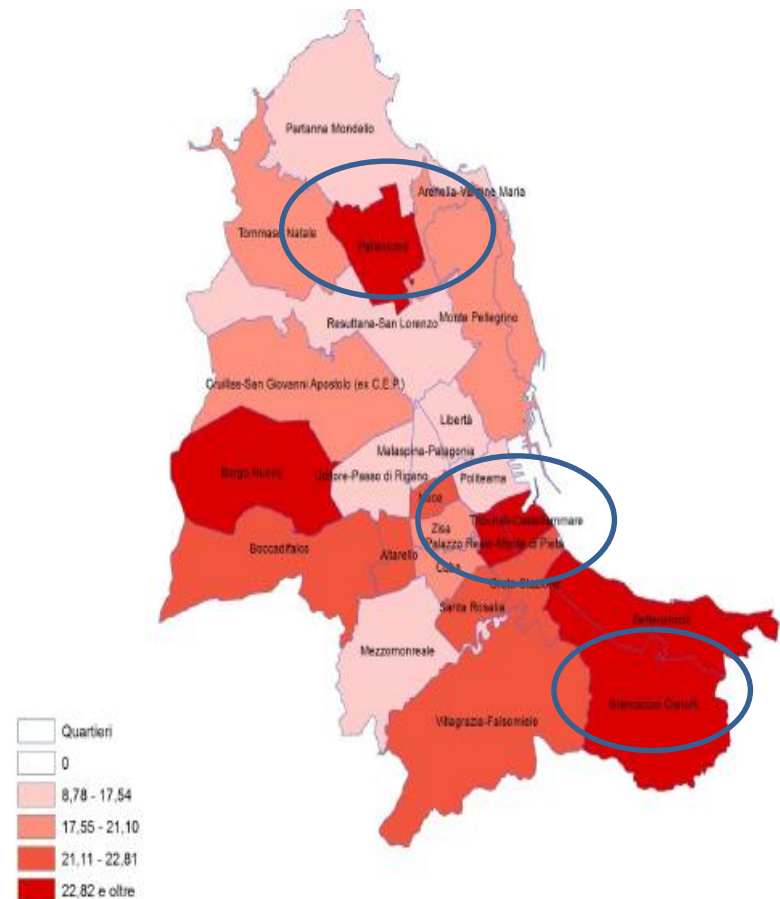 Partanna Mondello
Arenella-Vergine Maria
Tommaso Natale
Pallavicino
Resuttana-San Lorenzo
Monte Pellegrino
Cruillas-San Giovanni Apostolo (ex C.E.P.)
Libertà
Malaspina-Palagonia
Borgo Nuovo
Uditore-Passo di Rigano
Politeama
Noce
Tribunali-Castellammare
Zisa
Palazzo Reale-Monte di Pietà
Boccadifalco
Altarello
Cuba
Oreto-Stazione
Santa Rosalia
Settecannoli
Mezzomonreale
Brancaccio-Ciaculli
Villagrazia-Falsomiele
Quartieri
0
8,78 - 17,54
17,55 - 21,10
21,11 - 22,81
22,82 e oltre